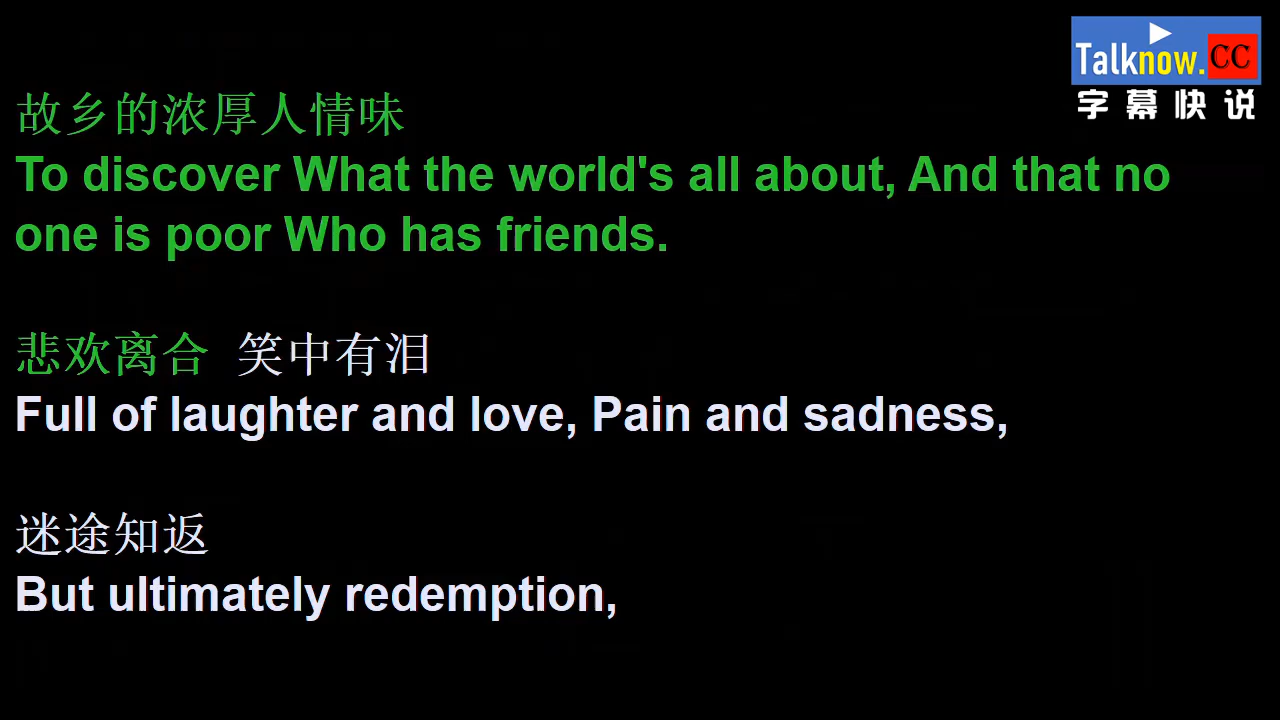 Talknow.CC
字幕快说
故乡的浓厚人情味
To discover What the world's all about, And that no
one is poor Who has friends.
悲欢离合 笑中有泪
Full of laughter and love, Pain and sadness,
迷途知返
But ultimately redemption,